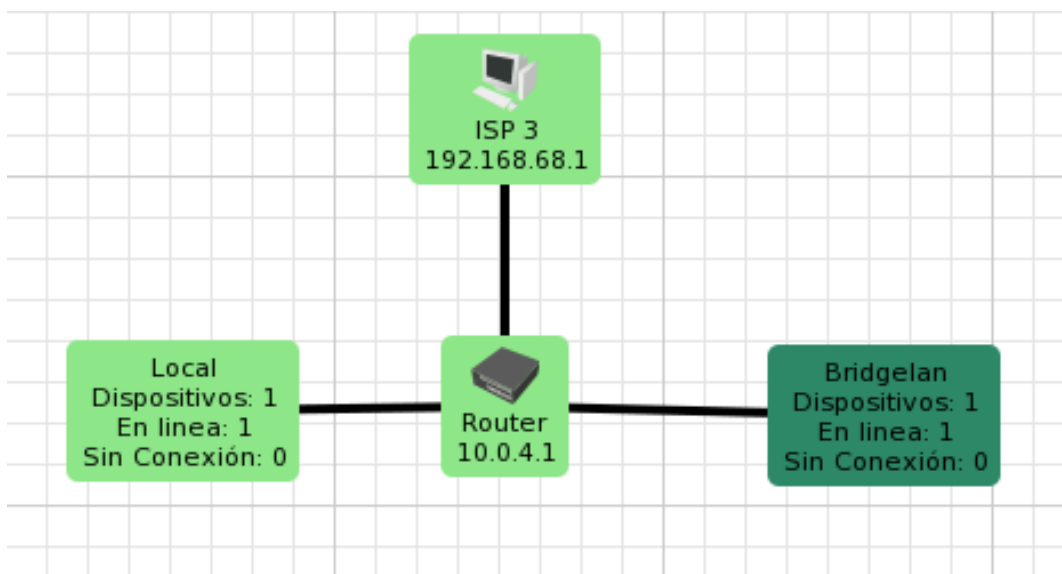 ISP 3
192.168.68.1
Local
Dispositivos: 1
En linea: 1
Sin Conexión: 0
Router
10.0.4.1
Bridgelan
Dispositivos: 1
En linea: 1
Sin Conexión: 0